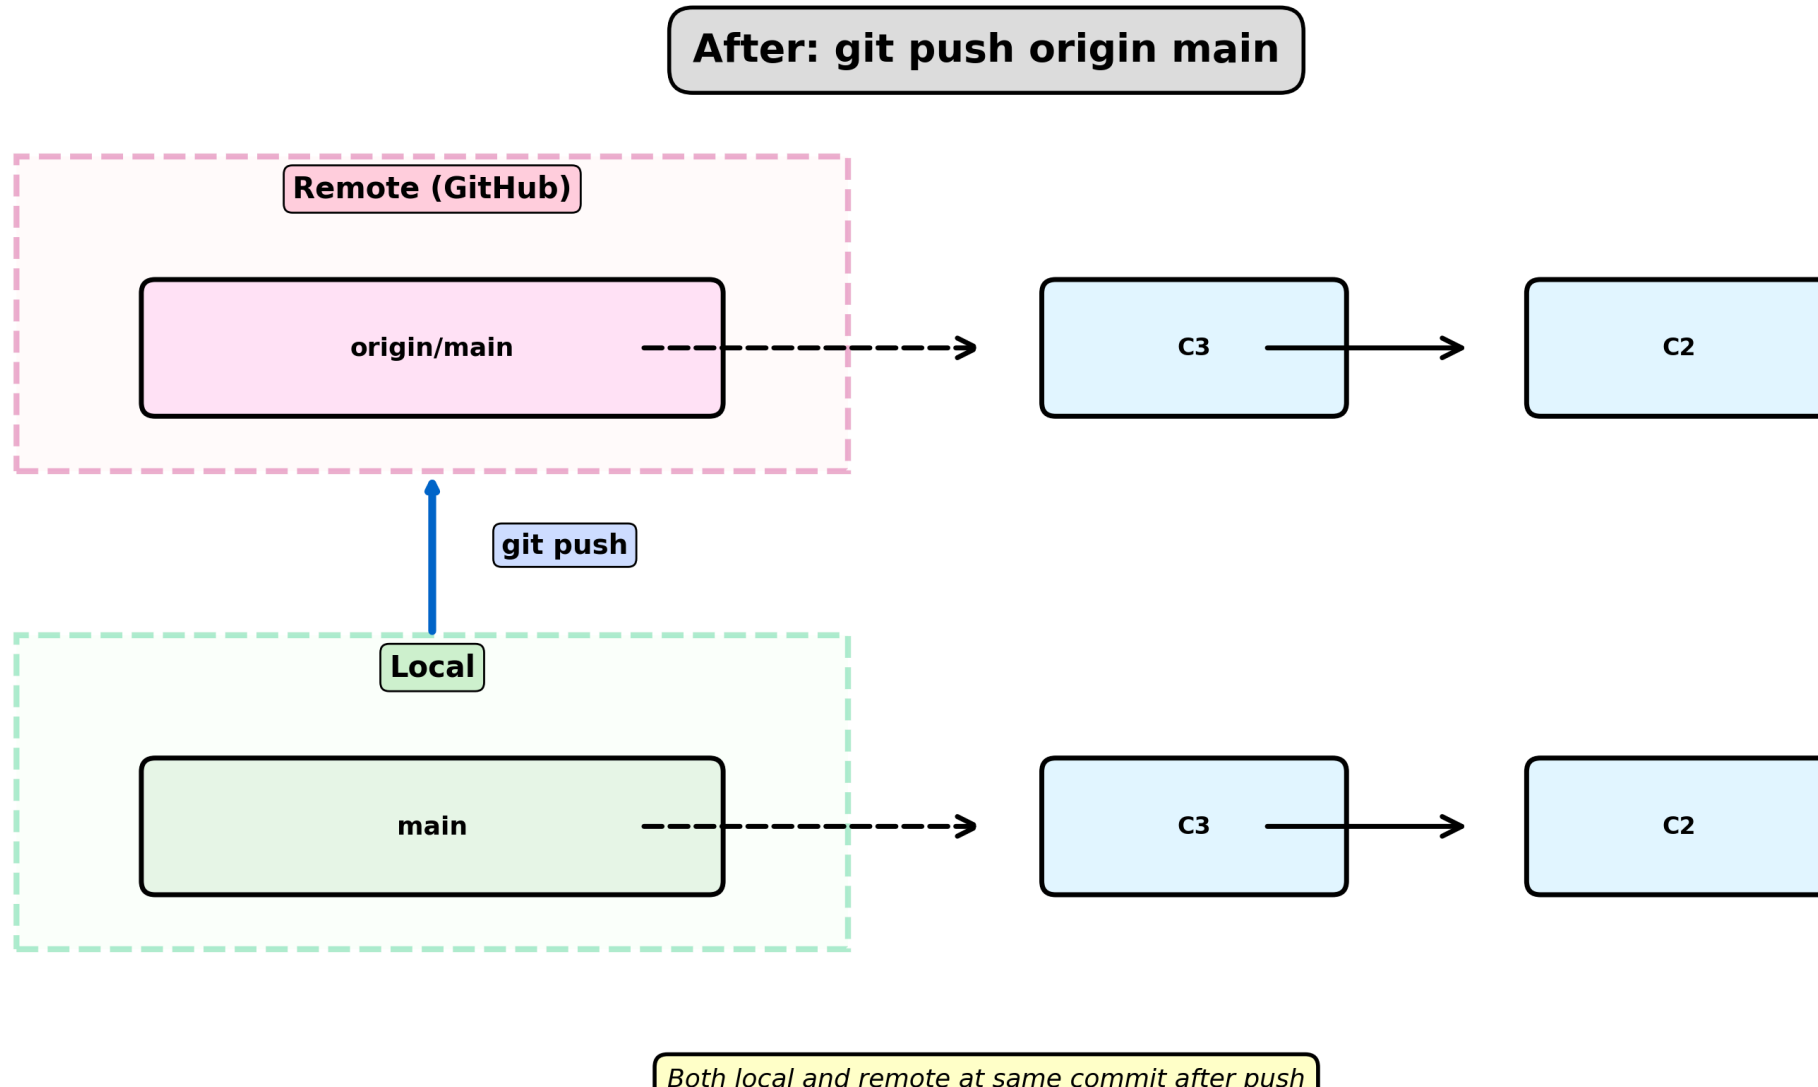 After: git push origin main
Remote (GitHub)
origin/main
C3
C2
git push
Local
main
C3
C2
Both local and remote at same commit after push